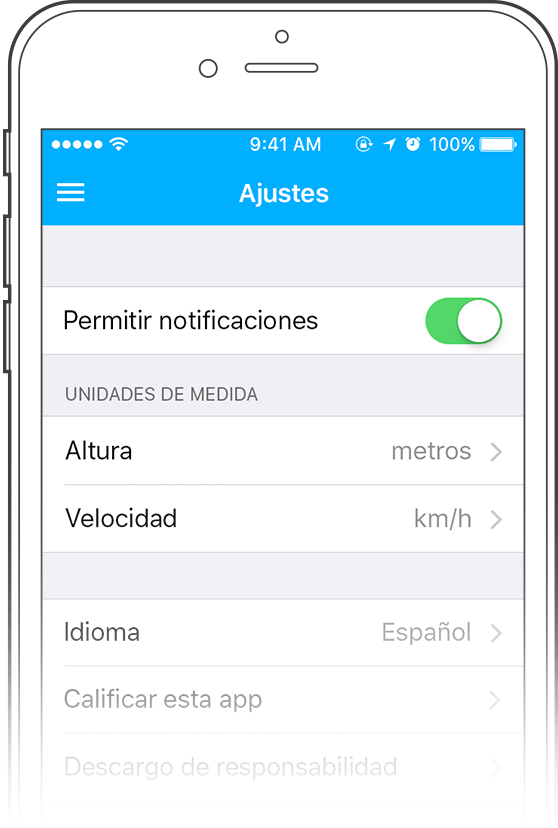 9:41 AM 100%
Ajustes
Permitir notificaciones
UNIDADES DE MEDIDA
Altura metros
Velocidad km/h
Idioma Español
Calificar esta app
Descargo de responsabilidad